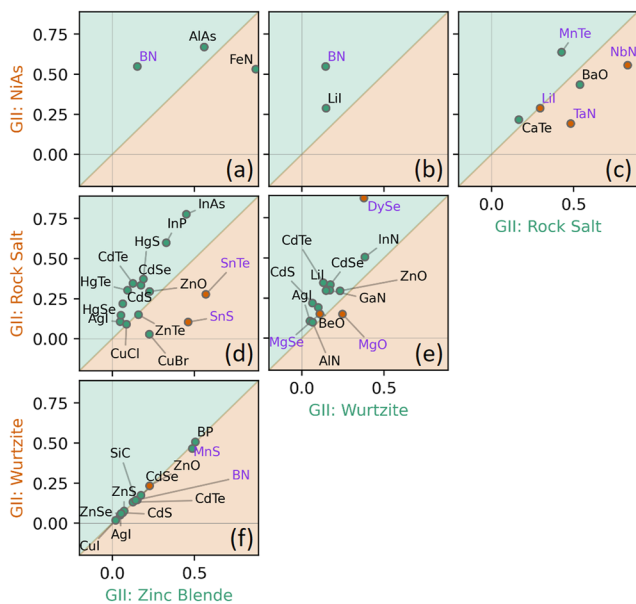 GII: NiAs
0.75
0.50
0.25
0.00
BN
AlAs
FeN
(a)
BN
LiI
(b)
MnTe
NbN
BaO
LiI
TaN
CaTe
(c)
0.0
0.5
GII: Rock Salt
GII: Rock Salt
0.75
0.50
0.25
0.00
InAs
InP
HgS
CdTe
CdSe
ZnO
SnTe
HgTe
CdS
HgSe
SnS
AgI
ZnTe
CuCl
CuBr
(d)
DySe
CdTe
InN
CdSe
CdS
LiI
ZnO
AgI
GaN
BeO
MgSe
MgO
AlN
(e)
0.0
0.5
GII: Wurtzite
GII: Wurtzite
0.75
0.50
0.25
0.00
BP
MnS
SiC
ZnO
CdSe
BN
ZnS
CdTe
ZnSe
CdS
AgI
CuI
(f)
0.0
0.5
GII: Zinc Blende